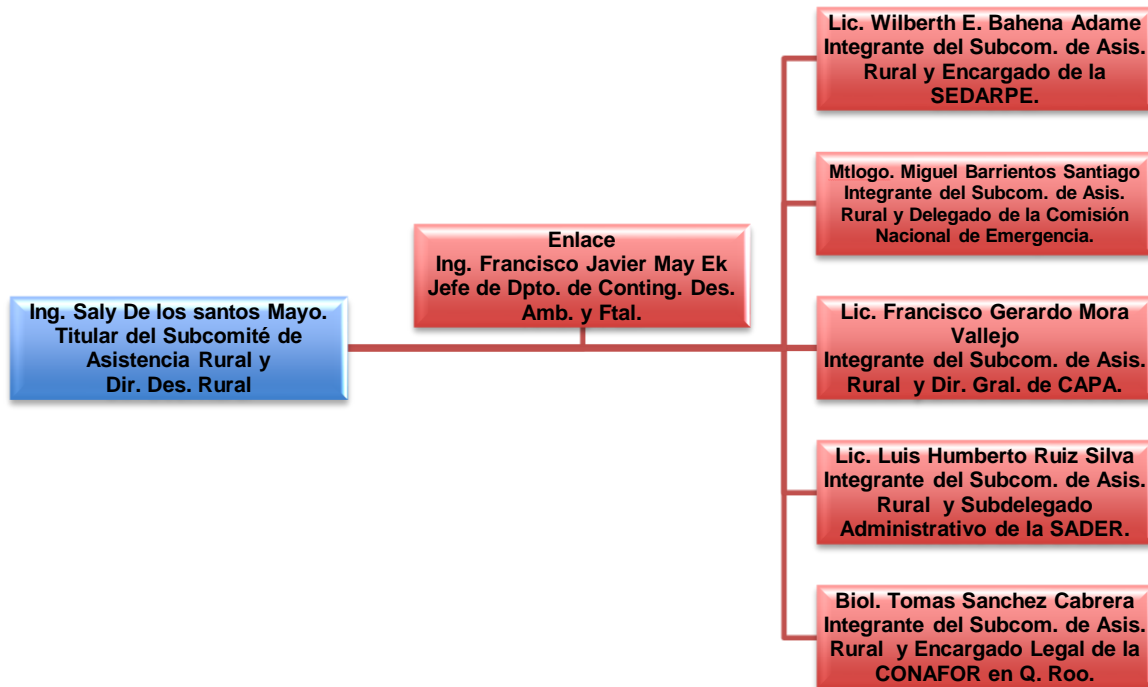 Ing. Saly De los santos Mayo.
Titular del Subcomité de
Asistencia Rural y
Dir. Des. Rural
Enlace
Ing. Francisco Javier May Ek
Jefe de Dpto. de Conting. Des.
Amb. y Ftal.
Lic. Wilberth E. Bahena Adame
Integrante del Subcom. de Asis.
Rural y Encargado de la
SEDARPE.
Mtlogo. Miguel Barrientos Santiago
Integrante del Subcom. de Asis.
Rural y Delegado de la Comisión
Nacional de Emergencia.
Lic. Francisco Gerardo Mora
Vallejo
Integrante del Subcom. de Asis.
Rural y Dir. Gral. de CAPA.
Lic. Luis Humberto Ruiz Silva
Integrante del Subcom. de Asis.
Rural y Subdelegado
Administrativo de la SADER.
Biol. Tomas Sanchez Cabrera
Integrante del Subcom. de Asis.
Rural y Encargado Legal de la
CONAFOR en Q. Roo.